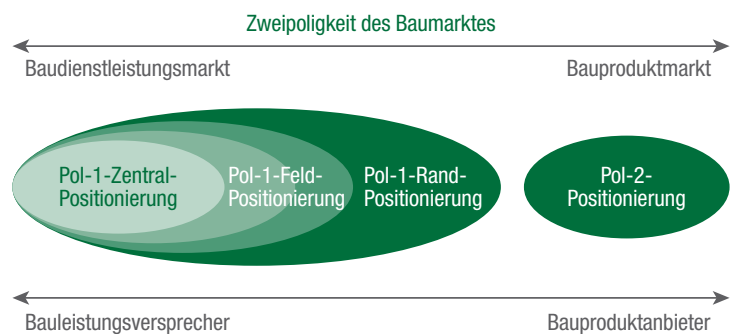 Zweipoligkeit des Baumarktes
Baudienstleistungsmarkt Bauproduktmarkt
Pol-1-Zentral-
Positionierung
Pol-1-Feld-
Positionierung
Pol-1-Rand-
Positionierung
Pol-2-
Positionierung
Bauleistungsversprecher Bauproduktanbieter